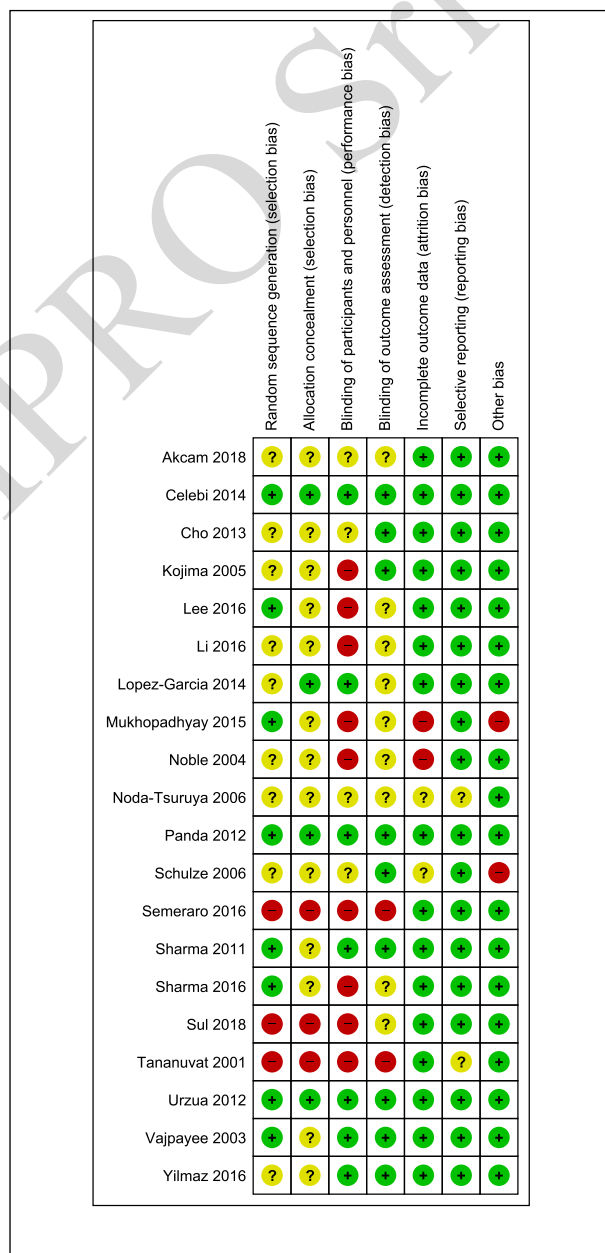 Random sequence generation (selection bias)
Allocation concealment (selection bias)
Blinding of participants and personnel (performance bias)
Blinding of outcome assessment (detection bias)
Incomplete outcome data (attrition bias)
Selective reporting (reporting bias)
Other bias
Akcam 2018 ? ? ? ? + + +
Celebi 2014 + + + + + + +
Cho 2013 ? ? ? + + + +
Kojima 2005 ? ? – + + + +
Lee 2016 + ? – ? + + +
Li 2016 ? ? – ? + + +
Lopez-Garcia 2014 ? + + ? + + +
Mukhopadhyay 2015 + ? – ? – + –
Noble 2004 ? ? – ? – + +
Noda-Tsuruya 2006 ? ? ? ? ? ? +
Panda 2012 + + + + + + +
Schulze 2006 ? ? ? + ? + –
Semeraro 2016 – – – – + + +
Sharma 2011 + ? + + + + +
Sharma 2016 + ? – ? + + +
Sul 2018 – – – ? + + +
Tananuvat 2001 – – – – + ? +
Urzua 2012 + + + + + + +
Vajpayee 2003 + ? + + + + +
Yilmaz 2016 ? ? + + + + +